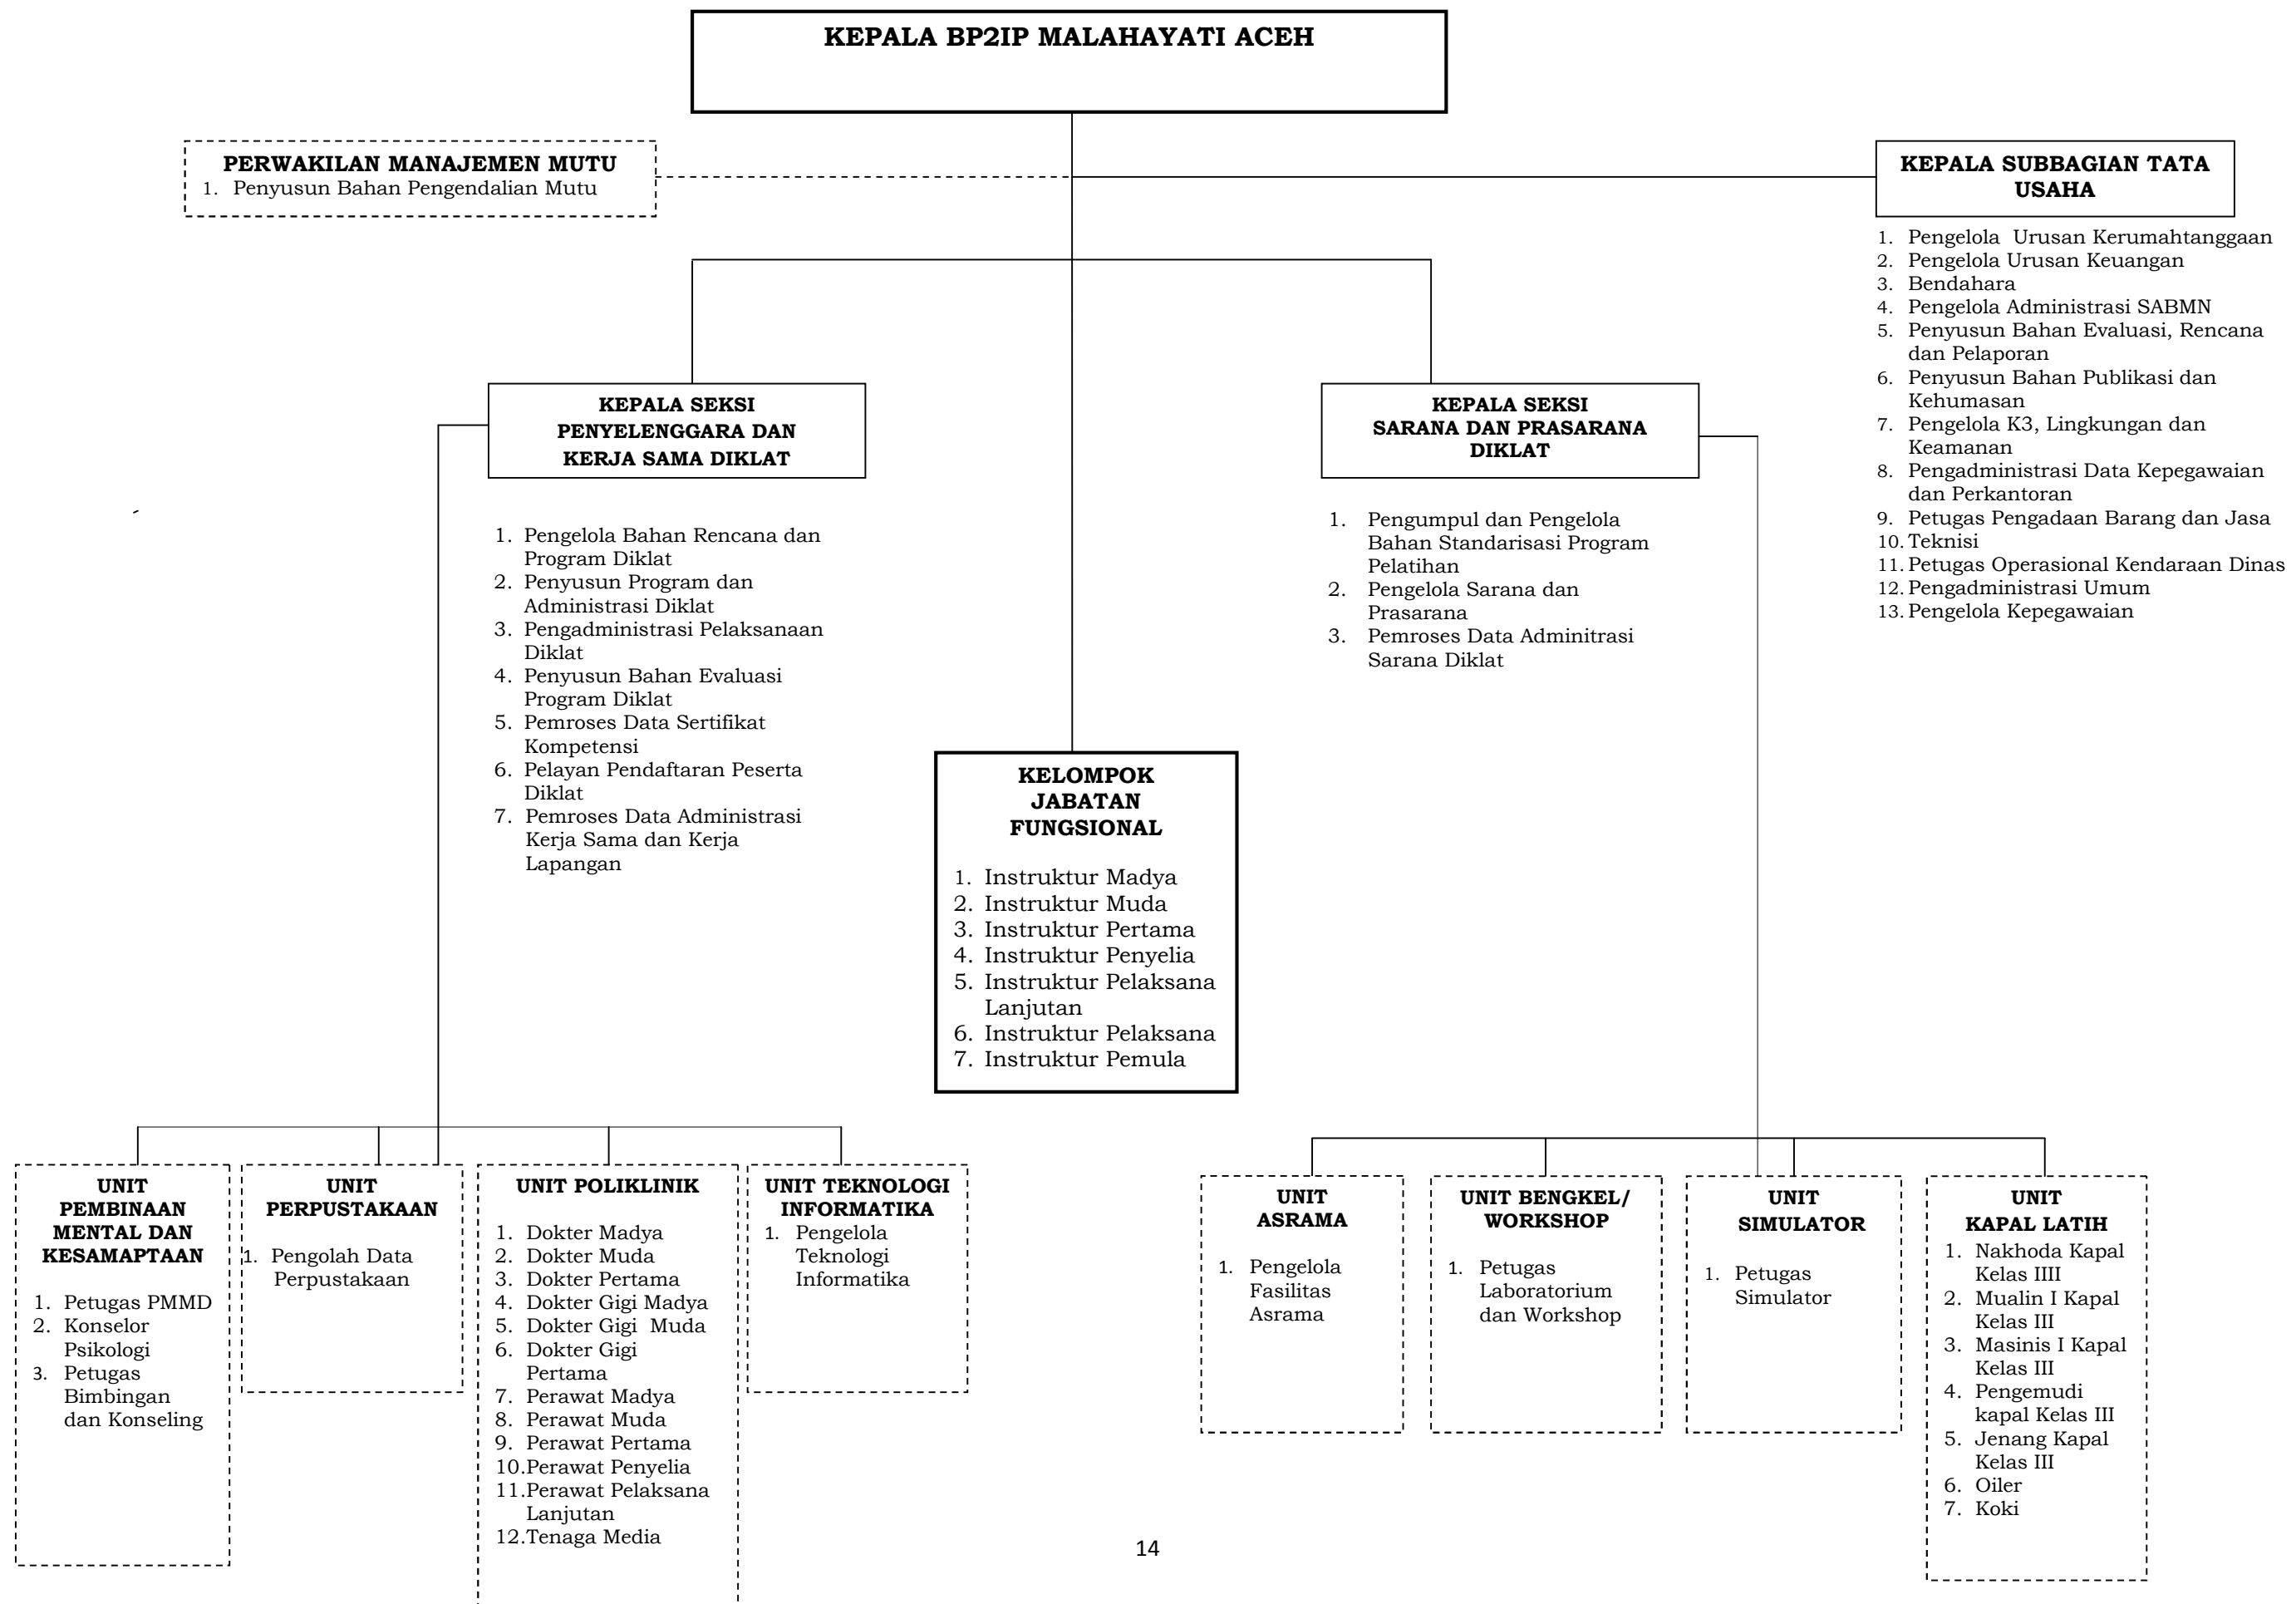 KEPALA BP2IP MALAHAYATI ACEH
PERWAKILAN MANAJEMEN MUTU
1. Penyusun Bahan Pengendalian Mutu
KEPALA SUBBAGIAN TATA
USAHA
1. Pengelola Urusan Kerumahtanggaan
2. Pengelola Urusan Keuangan
3. Bendahara
4. Pengelola Administrasi SABMN
5. Penyusun Bahan Evaluasi, Rencana
dan Pelaporan
6. Penyusun Bahan Publikasi dan
Kehumasan
7. Pengelola K3, Lingkungan dan
Keamanan
8. Pengadministrasi Data Kepegawaian
dan Perkantoran
9. Petugas Pengadaan Barang dan Jasa
10. Teknisi
11. Petugas Operasional Kendaraan Dinas
12. Pengadministrasi Umum
13. Pengelola Kepegawaian
KEPALA SEKSI
PENYELENGGARA DAN
KERJA SAMA DIKLAT
1. Pengelola Bahan Rencana dan
Program Diklat
2. Penyusun Program dan
Administrasi Diklat
3. Pengadministrasi Pelaksanaan
Diklat
4. Penyusun Bahan Evaluasi
Program Diklat
5. Pemroses Data Sertifikat
Kompetensi
6. Pelayan Pendaftaran Peserta
Diklat
7. Pemroses Data Administrasi
Kerja Sama dan Kerja
Lapangan
KEPALA SEKSI
SARANA DAN PRASARANA
DIKLAT
1. Pengumpul dan Pengelola
Bahan Standarisasi Program
Pelatihan
2. Pengelola Sarana dan
Prasarana
3. Pemroses Data Adminitrasi
Sarana Diklat
KELOMPOK
JABATAN
FUNGSIONAL
1. Instruktur Madya
2. Instruktur Muda
3. Instruktur Pertama
4. Instruktur Penyelia
5. Instruktur Pelaksana
Lanjutan
6. Instruktur Pelaksana
7. Instruktur Pemula
UNIT
PEMBINAAN
MENTAL DAN
KESAMAPTAAN
1. Petugas PMMD
2. Konselor
Psikologi
3. Petugas
Bimbingan
dan Konseling
UNIT
PERPUSTAKAAN
1. Pengolah Data
Perpustakaan
UNIT POLIKLINIK
1. Dokter Madya
2. Dokter Muda
3. Dokter Pertama
4. Dokter Gigi Madya
5. Dokter Gigi Muda
6. Dokter Gigi
Pertama
7. Perawat Madya
8. Perawat Muda
9. Perawat Pertama
10.Perawat Penyelia
11.Perawat Pelaksana
Lanjutan
12.Tenaga Media
UNIT TEKNOLOGI
INFORMATIKA
1. Pengelola
Teknologi
Informatika
UNIT
ASRAMA
1. Pengelola
Fasilitas
Asrama
UNIT BENGKEL/
WORKSHOP
1. Petugas
Laboratorium
dan Workshop
UNIT
SIMULATOR
1. Petugas
Simulator
UNIT
KAPAL LATIH
1. Nakhoda Kapal
Kelas IIII
2. Mualin I Kapal
Kelas III
3. Masinis I Kapal
Kelas III
4. Pengemudi
kapal Kelas III
5. Jenang Kapal
Kelas III
6. Oiler
7. Koki
14